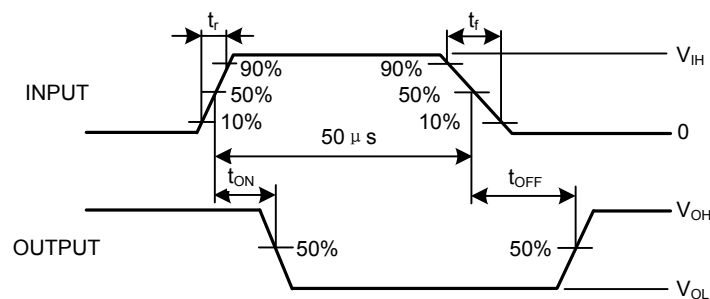 tr
tf
VIH
90%
90%
INPUT
50%
50%
10%
10%
0
50 μs
tON
tOFF
VOH
OUTPUT
50%
50%
VOL